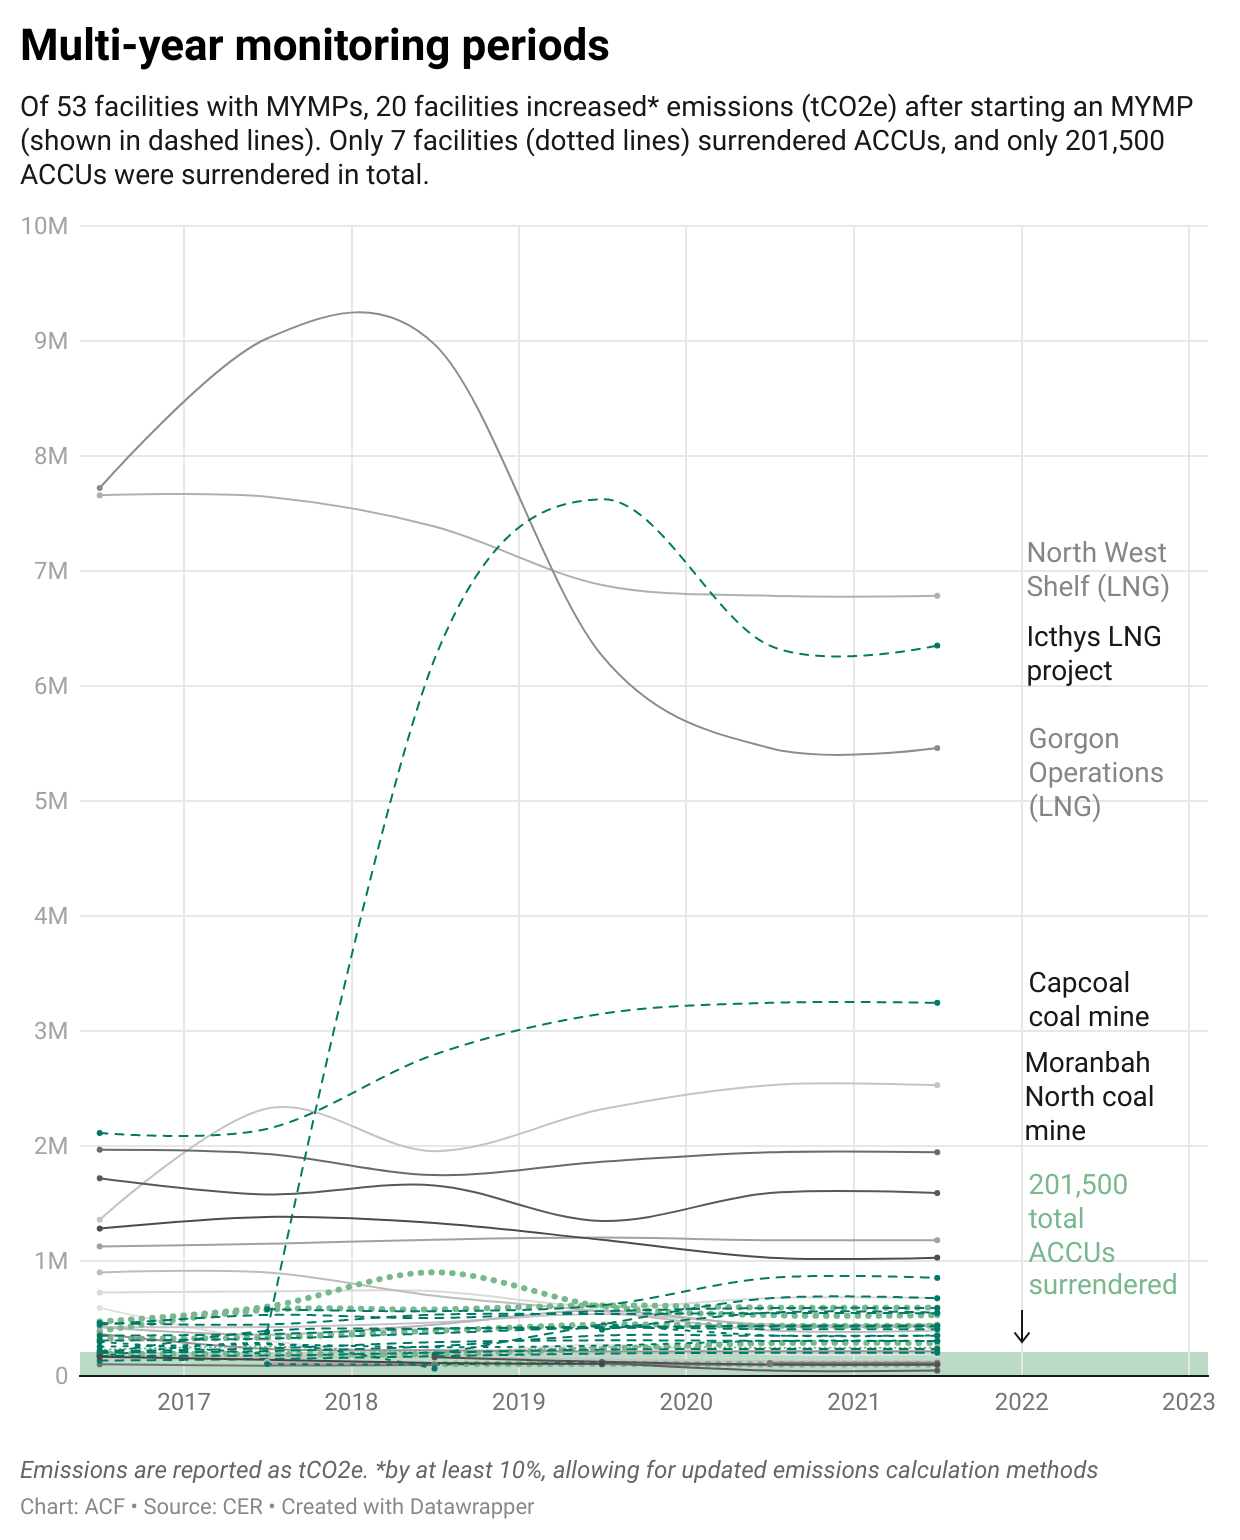 Multi-year monitoring periods
Of 53 facilities with MYMPs, 20 facilities increased* emissions (tCO2e) after starting an MYMP
(shown in dashed lines). Only 7 facilities (dotted lines) surrendered ACCUs, and only 201,500
ACCUs were surrendered in total.
10M
9M
8M
7M
6M
5M
4M
3M
2M
1M
0
North West
Shelf (LNG)
Icthys LNG
project
Gorgon
Operations
(LNG)
Capcoal
coal mine
Moranbah
North coal
mine
201,500
total
ACCUs
surrendered
2017
2018
2019
2020
2021
2022
2023
Emissions are reported as tCO2e. *by at least 10%, allowing for updated emissions calculation methods
Chart: ACF • Source: CER • Created with Datawrapper